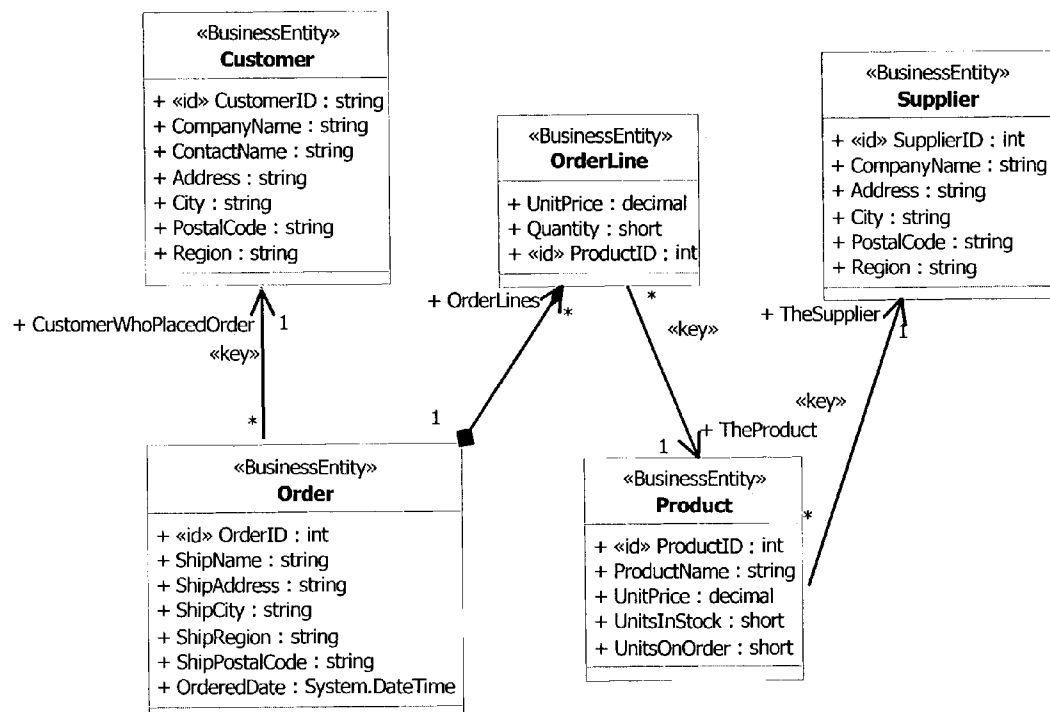 «BusinessEntity»
Customer
+ «id» CustomerID : string
+ CompanyName : string
+ ContactName : string
+ Address : string
+ City : string
+ PostalCode : string
+ Region : string
«BusinessEntity»
OrderLine
+ UnitPrice : decimal
+ Quantity : short
+ «id» ProductID : int
«BusinessEntity»
Supplier
+ «id» SupplierID : int
+ CompanyName : string
+ Address : string
+ City : string
+ PostalCode : string
+ Region : string
+ CustomerWhoPlacedOrder
1
«key»
*
+ OrderLines
*
1
*
«key»
+ TheProduct
1
+ TheSupplier
1
«key»
*
«BusinessEntity»
Order
+ «id» OrderID : int
+ ShipName : string
+ ShipAddress : string
+ ShipCity : string
+ ShipRegion : string
+ ShipPostalCode : string
+ OrderedDate : System.DateTime
«BusinessEntity»
Product
+ «id» ProductID : int
+ ProductName : string
+ UnitPrice : decimal
+ UnitsInStock : short
+ UnitsOnOrder : short